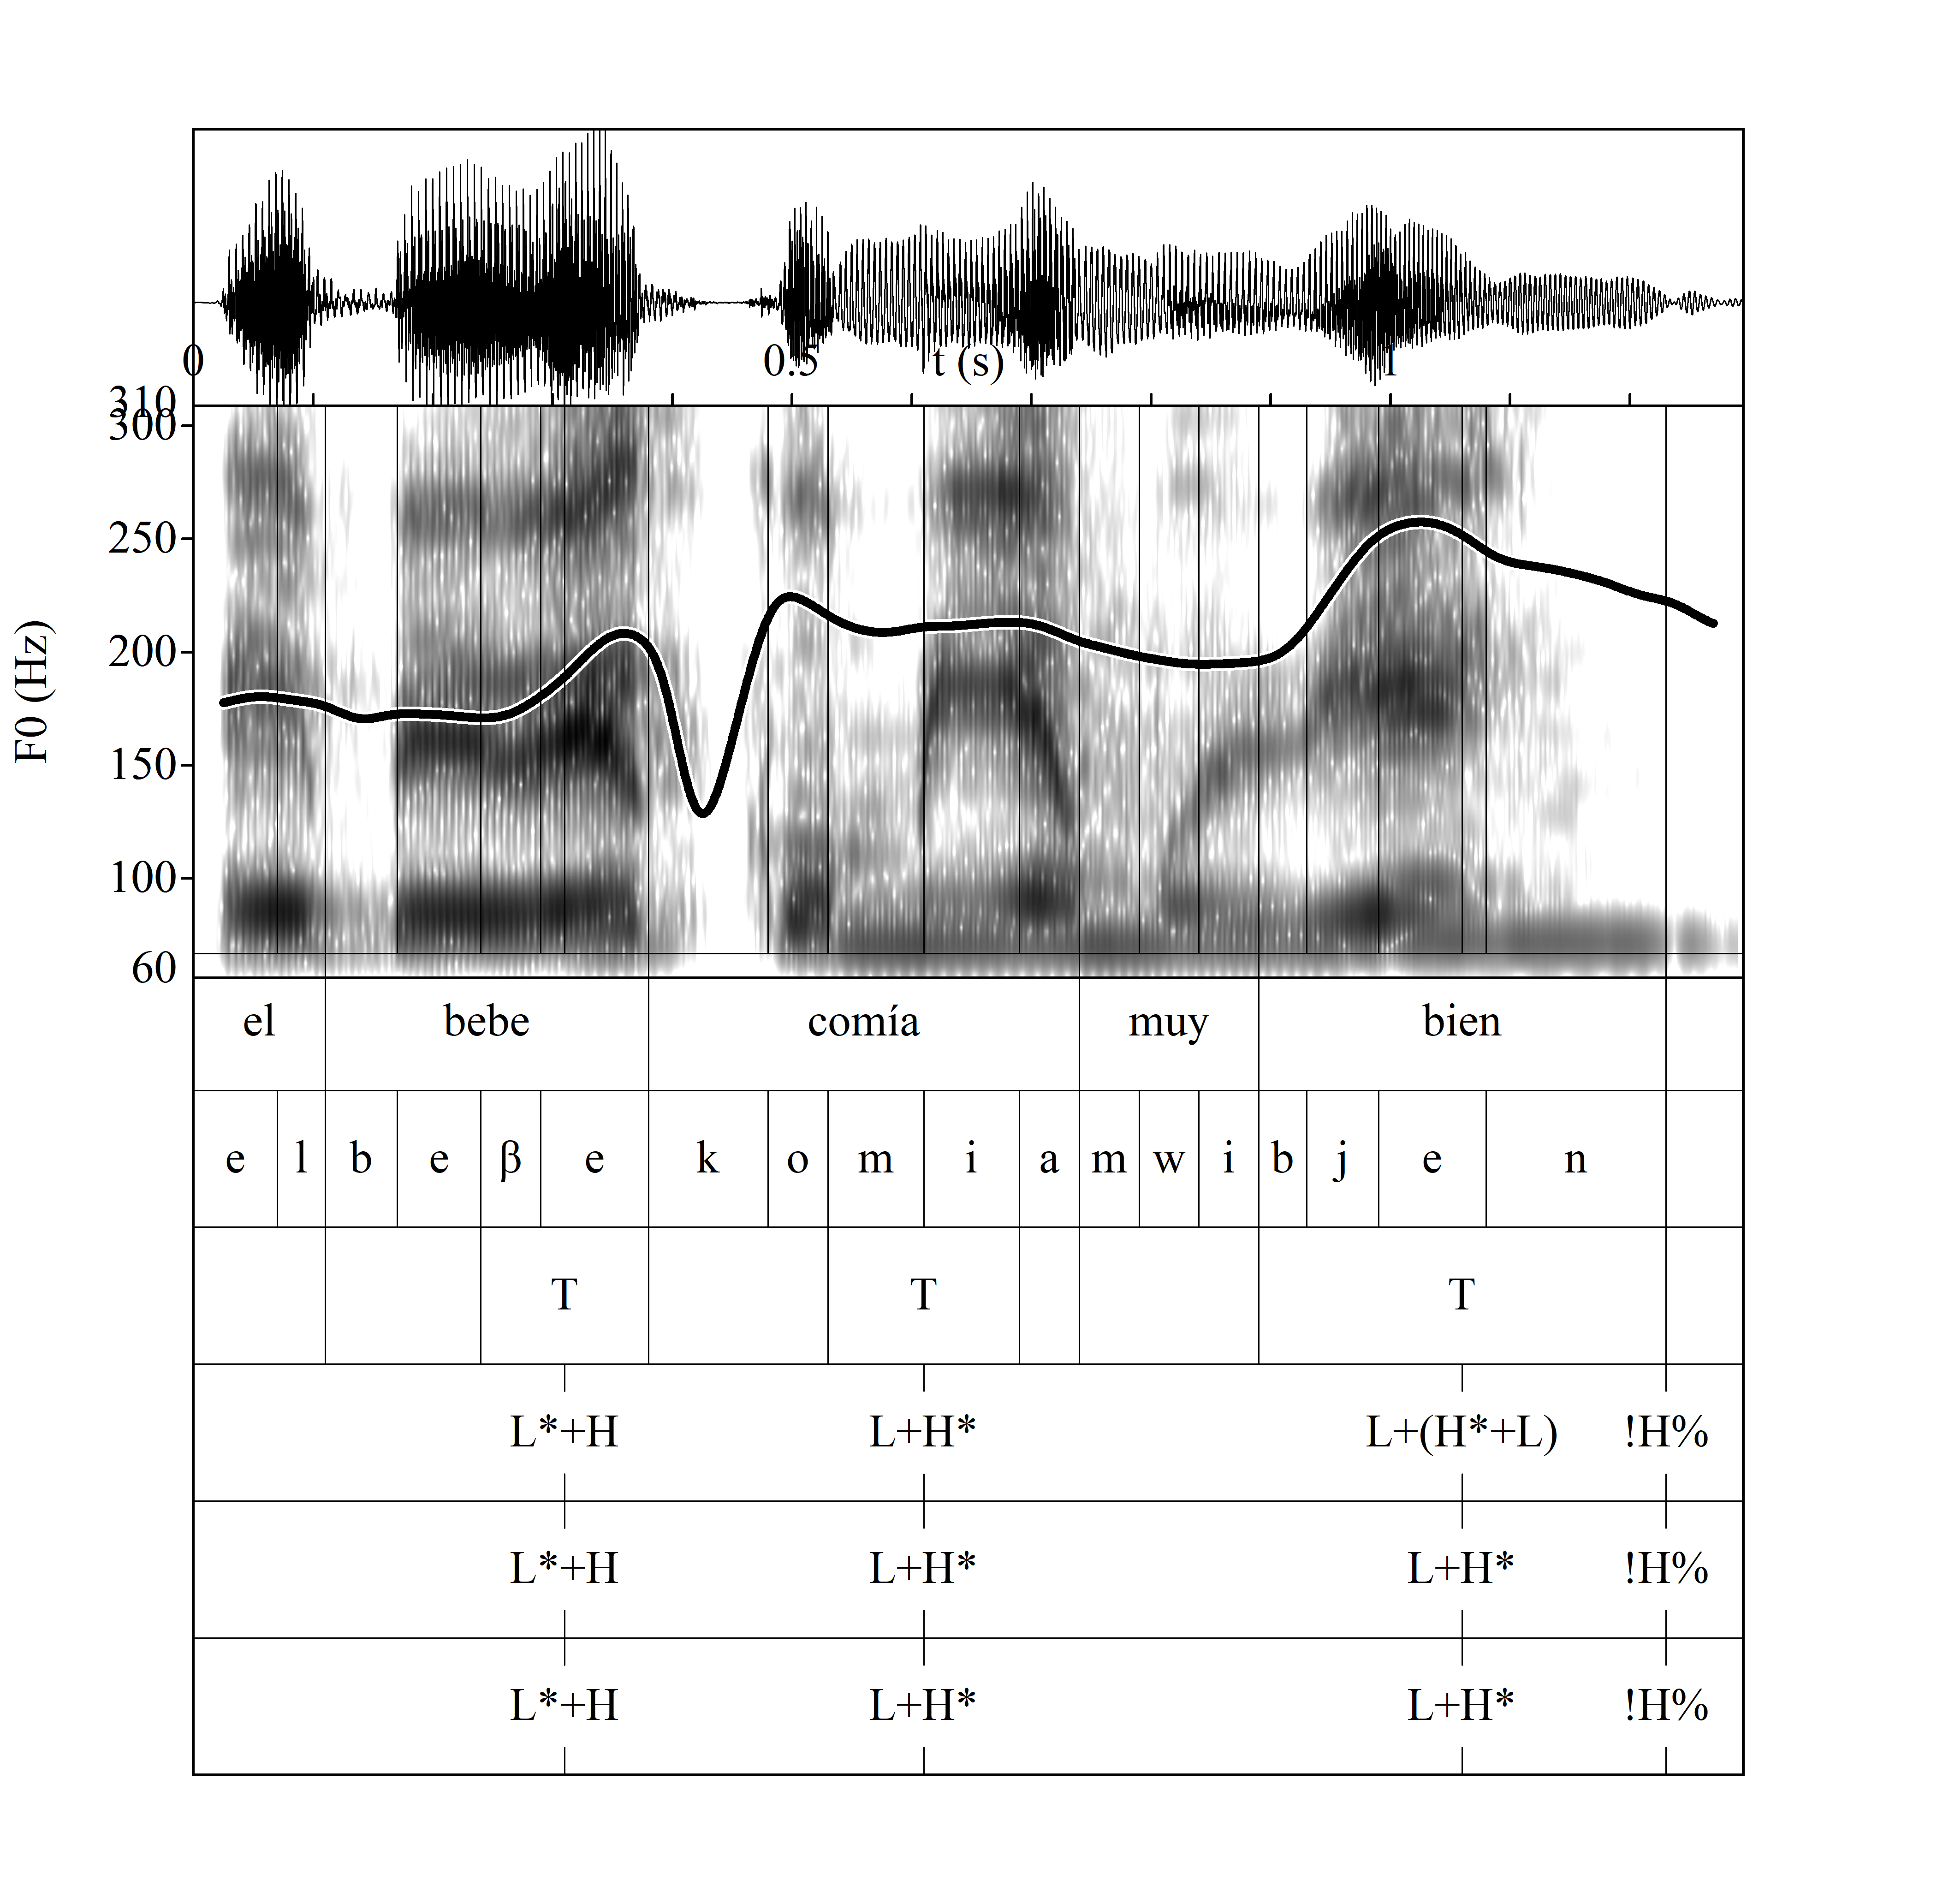 0 0.5 t (s) 1
310
300
250
200
150
100
60
F0 (Hz)
el bebe comía muy bien
e l b e β e k o m i a m w i b j e n
T T T
L*+H L+H* L+(H*+L) !H%
L*+H L+H* L+H* !H%
L*+H L+H* L+H* !H%